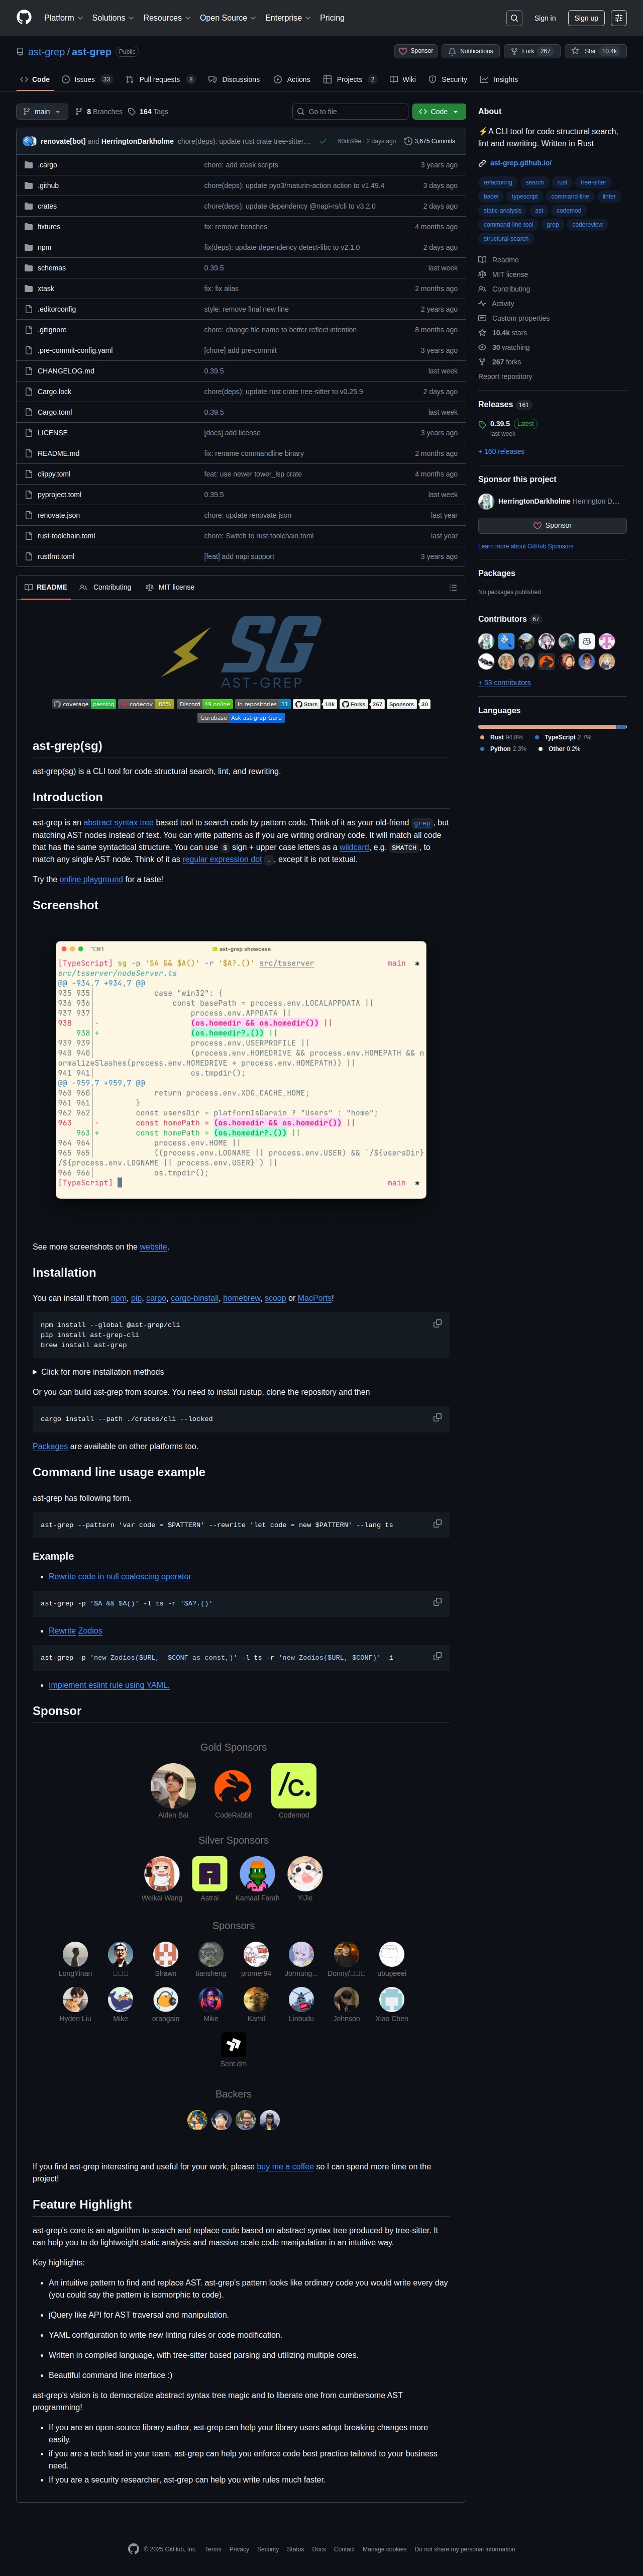 Platform Solutions Resources Open Source Enterprise Pricing Sign in Sign up
ast-grep / ast-grep Public Sponsor Notifications Fork 267 Star 10.4k
Code Issues 33 Pull requests 8 Discussions Actions Projects 2 Wiki Security Insights
main 8 Branches 164 Tags Go to file Code
renovate[bot] and HerringtonDarkholme chore(deps): update rust crate tree-sitter… 60dc99e · 2 days ago 3,675 Commits
.cargo chore: add xtask scripts 3 years ago
.github chore(deps): update pyo3/maturin-action action to v1.49.4 3 days ago
crates chore(deps): update dependency @napi-rs/cli to v3.2.0 2 days ago
fixtures fix: remove benches 4 months ago
npm fix(deps): update dependency detect-libc to v2.1.0 2 days ago
schemas 0.39.5 last week
xtask fix: fix alias 2 months ago
.editorconfig style: remove final new line 2 years ago
.gitignore chore: change file name to better reflect intention 8 months ago
.pre-commit-config.yaml [chore] add pre-commit 3 years ago
CHANGELOG.md 0.39.5 last week
Cargo.lock chore(deps): update rust crate tree-sitter to v0.25.9 2 days ago
Cargo.toml 0.39.5 last week
LICENSE [docs] add license 3 years ago
README.md fix: rename commandline binary 2 months ago
clippy.toml feat: use newer tower_lsp crate 4 months ago
pyproject.toml 0.39.5 last week
renovate.json chore: update renovate json last year
rust-toolchain.toml chore: Switch to rust-toolchain.toml last year
rustfmt.toml [feat] add napi support 3 years ago
About
⚡A CLI tool for code structural search,
lint and rewriting. Written in Rust
ast-grep.github.io/
refactoring search rust tree-sitter
babel typescript command-line linter
static-analysis ast codemod
command-line-tool grep codereview
structural-search
Readme
MIT license
Contributing
Activity
Custom properties
10.4k stars
30 watching
267 forks
Report repository
Releases 161
0.39.5 Latest
last week
+ 160 releases
Sponsor this project
HerringtonDarkholme Herrington D…
Sponsor
Learn more about GitHub Sponsors
Packages
No packages published
Contributors 67
+ 53 contributors
Languages
Rust 94.8% TypeScript 2.7%
Python 2.3% Other 0.2%
README Contributing MIT license
SG
AST-GREP
coverage passing codecov 88% Discord 49 online in repositories 11 Stars 10k Forks 267 Sponsors 30
Gurubase Ask ast-grep Guru
ast-grep(sg)
ast-grep(sg) is a CLI tool for code structural search, lint, and rewriting.
Introduction
ast-grep is an abstract syntax tree based tool to search code by pattern code. Think of it as your old-friend grep, but
matching AST nodes instead of text. You can write patterns as if you are writing ordinary code. It will match all code
that has the same syntactical structure. You can use $ sign + upper case letters as a wildcard, e.g. $MATCH, to
match any single AST node. Think of it as regular expression dot ., except it is not textual.
Try the online playground for a taste!
Screenshot
⌥⌘1 ast-grep showcase
[TypeScript] sg -p '$A && $A()' -r '$A?.()' src/tsserver main
src/tsserver/nodeServer.ts
@@ -934,7 +934,7 @@
935 935 case "win32": {
936 936 const basePath = process.env.LOCALAPPDATA ||
937 937 process.env.APPDATA ||
938 - (os.homedir && os.homedir()) ||
938 + (os.homedir?.()) ||
939 939 process.env.USERPROFILE ||
940 940 (process.env.HOMEDRIVE && process.env.HOMEPATH && n
ormalizeSlashes(process.env.HOMEDRIVE + process.env.HOMEPATH)) ||
941 941 os.tmpdir();
@@ -959,7 +959,7 @@
960 960 return process.env.XDG_CACHE_HOME;
961 961 }
962 962 const usersDir = platformIsDarwin ? "Users" : "home";
963 - const homePath = (os.homedir && os.homedir()) ||
963 + const homePath = (os.homedir?.()) ||
964 964 process.env.HOME ||
965 965 ((process.env.LOGNAME || process.env.USER) && `/${usersDir}
/${process.env.LOGNAME || process.env.USER}`) ||
966 966 os.tmpdir();
[TypeScript] main
See more screenshots on the website.
Installation
You can install it from npm, pip, cargo, cargo-binstall, homebrew, scoop or MacPorts!
npm install --global @ast-grep/cli
pip install ast-grep-cli
brew install ast-grep
Click for more installation methods
Or you can build ast-grep from source. You need to install rustup, clone the repository and then
cargo install --path ./crates/cli --locked
Packages are available on other platforms too.
Command line usage example
ast-grep has following form.
ast-grep --pattern 'var code = $PATTERN' --rewrite 'let code = new $PATTERN' --lang ts
Example
Rewrite code in null coalescing operator
ast-grep -p '$A && $A()' -l ts -r '$A?.()'
Rewrite Zodios
ast-grep -p 'new Zodios($URL,  $CONF as const,)' -l ts -r 'new Zodios($URL, $CONF)' -i
Implement eslint rule using YAML.
Sponsor
Gold Sponsors
Aiden Bai CodeRabbit Codemod
Silver Sponsors
Weikai Wang Astral Kamaal Farah YiJie
Sponsors
LongYinan Shawn tiansheng promer94 Jörmung... Donny/ ubugeeei
Hyden Liu Mike orangain Mike Kamil Linbudu Johnson Xiao Chen
Sent.dm
Backers
If you find ast-grep interesting and useful for your work, please buy me a coffee so I can spend more time on the
project!
Feature Highlight
ast-grep's core is an algorithm to search and replace code based on abstract syntax tree produced by tree-sitter. It
can help you to do lightweight static analysis and massive scale code manipulation in an intuitive way.
Key highlights:
An intuitive pattern to find and replace AST. ast-grep's pattern looks like ordinary code you would write every day
(you could say the pattern is isomorphic to code).
jQuery like API for AST traversal and manipulation.
YAML configuration to write new linting rules or code modification.
Written in compiled language, with tree-sitter based parsing and utilizing multiple cores.
Beautiful command line interface :)
ast-grep's vision is to democratize abstract syntax tree magic and to liberate one from cumbersome AST
programming!
If you are an open-source library author, ast-grep can help your library users adopt breaking changes more
easily.
if you are a tech lead in your team, ast-grep can help you enforce code best practice tailored to your business
need.
If you are a security researcher, ast-grep can help you write rules much faster.
© 2025 GitHub, Inc. Terms Privacy Security Status Docs Contact Manage cookies Do not share my personal information